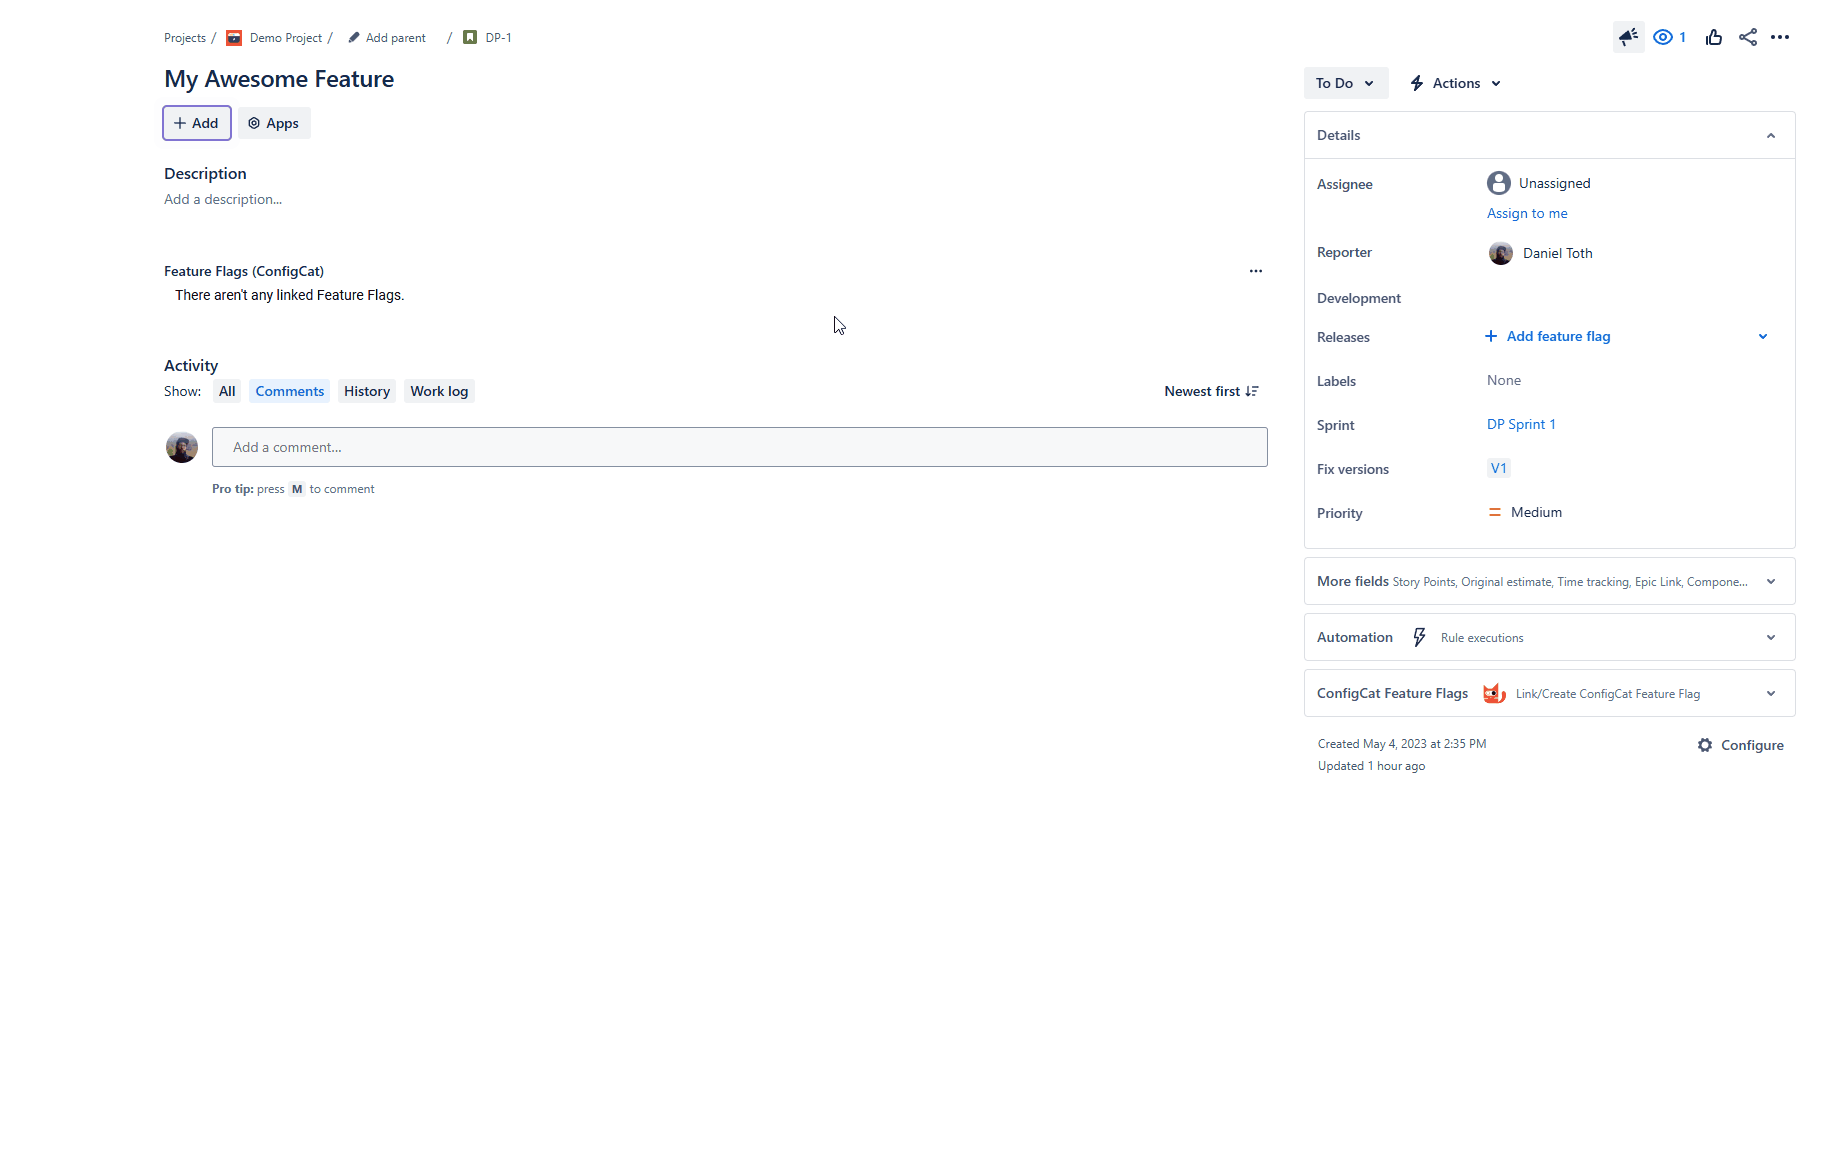 Projects / Demo Project / Add parent / DP-1
1
My Awesome Feature
To Do
Actions
Add
Apps
Description
Add a description...
Feature Flags (ConfigCat)
There aren't any linked Feature Flags.
Activity
Show: All Comments History Work log
Newest first
Add a comment...
Pro tip: press M to comment
Details
Assignee
Unassigned
Assign to me
Reporter
Daniel Toth
Development
Releases
Add feature flag
Labels
None
Sprint
DP Sprint 1
Fix versions
V1
Priority
Medium
More fields Story Points, Original estimate, Time tracking, Epic Link, Compone...
Automation Rule executions
ConfigCat Feature Flags Link/Create ConfigCat Feature Flag
Created May 4, 2023 at 2:35 PM
Configure
Updated 1 hour ago